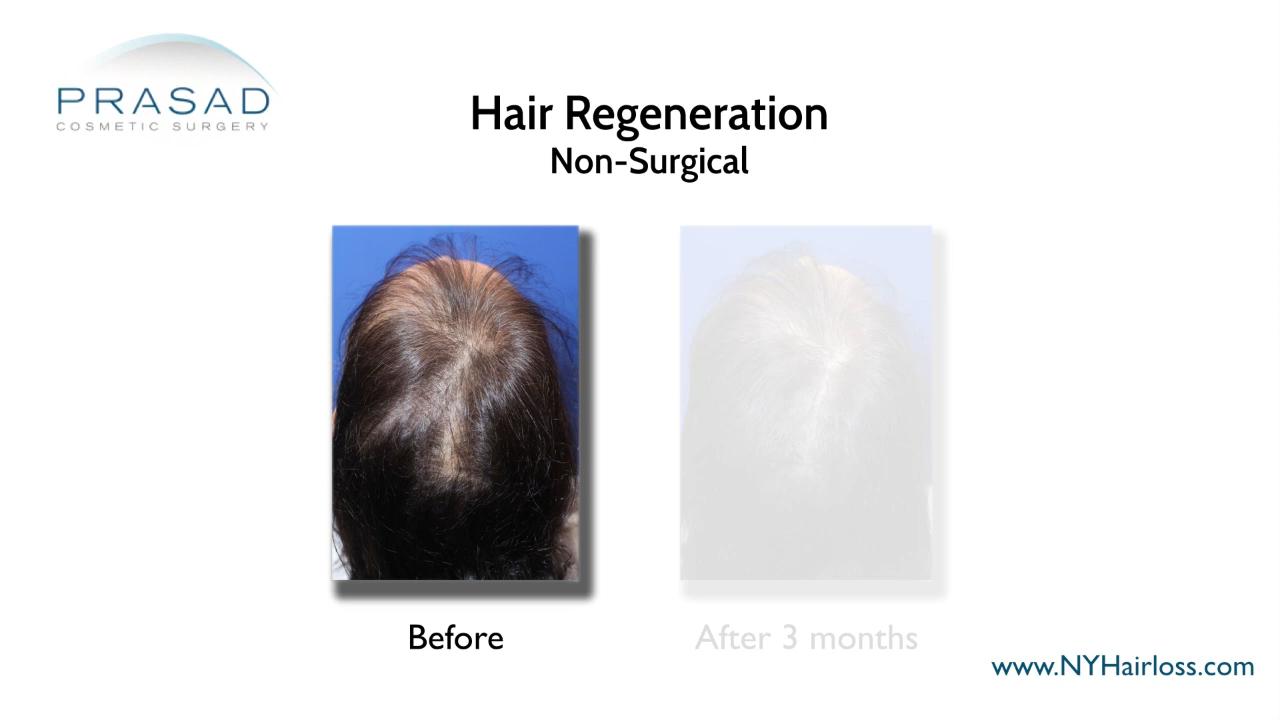 PRASAD
COSMETIC SURGERY
Hair Regeneration
Non-Surgical
Before
After 3 months
www.NYHairloss.com